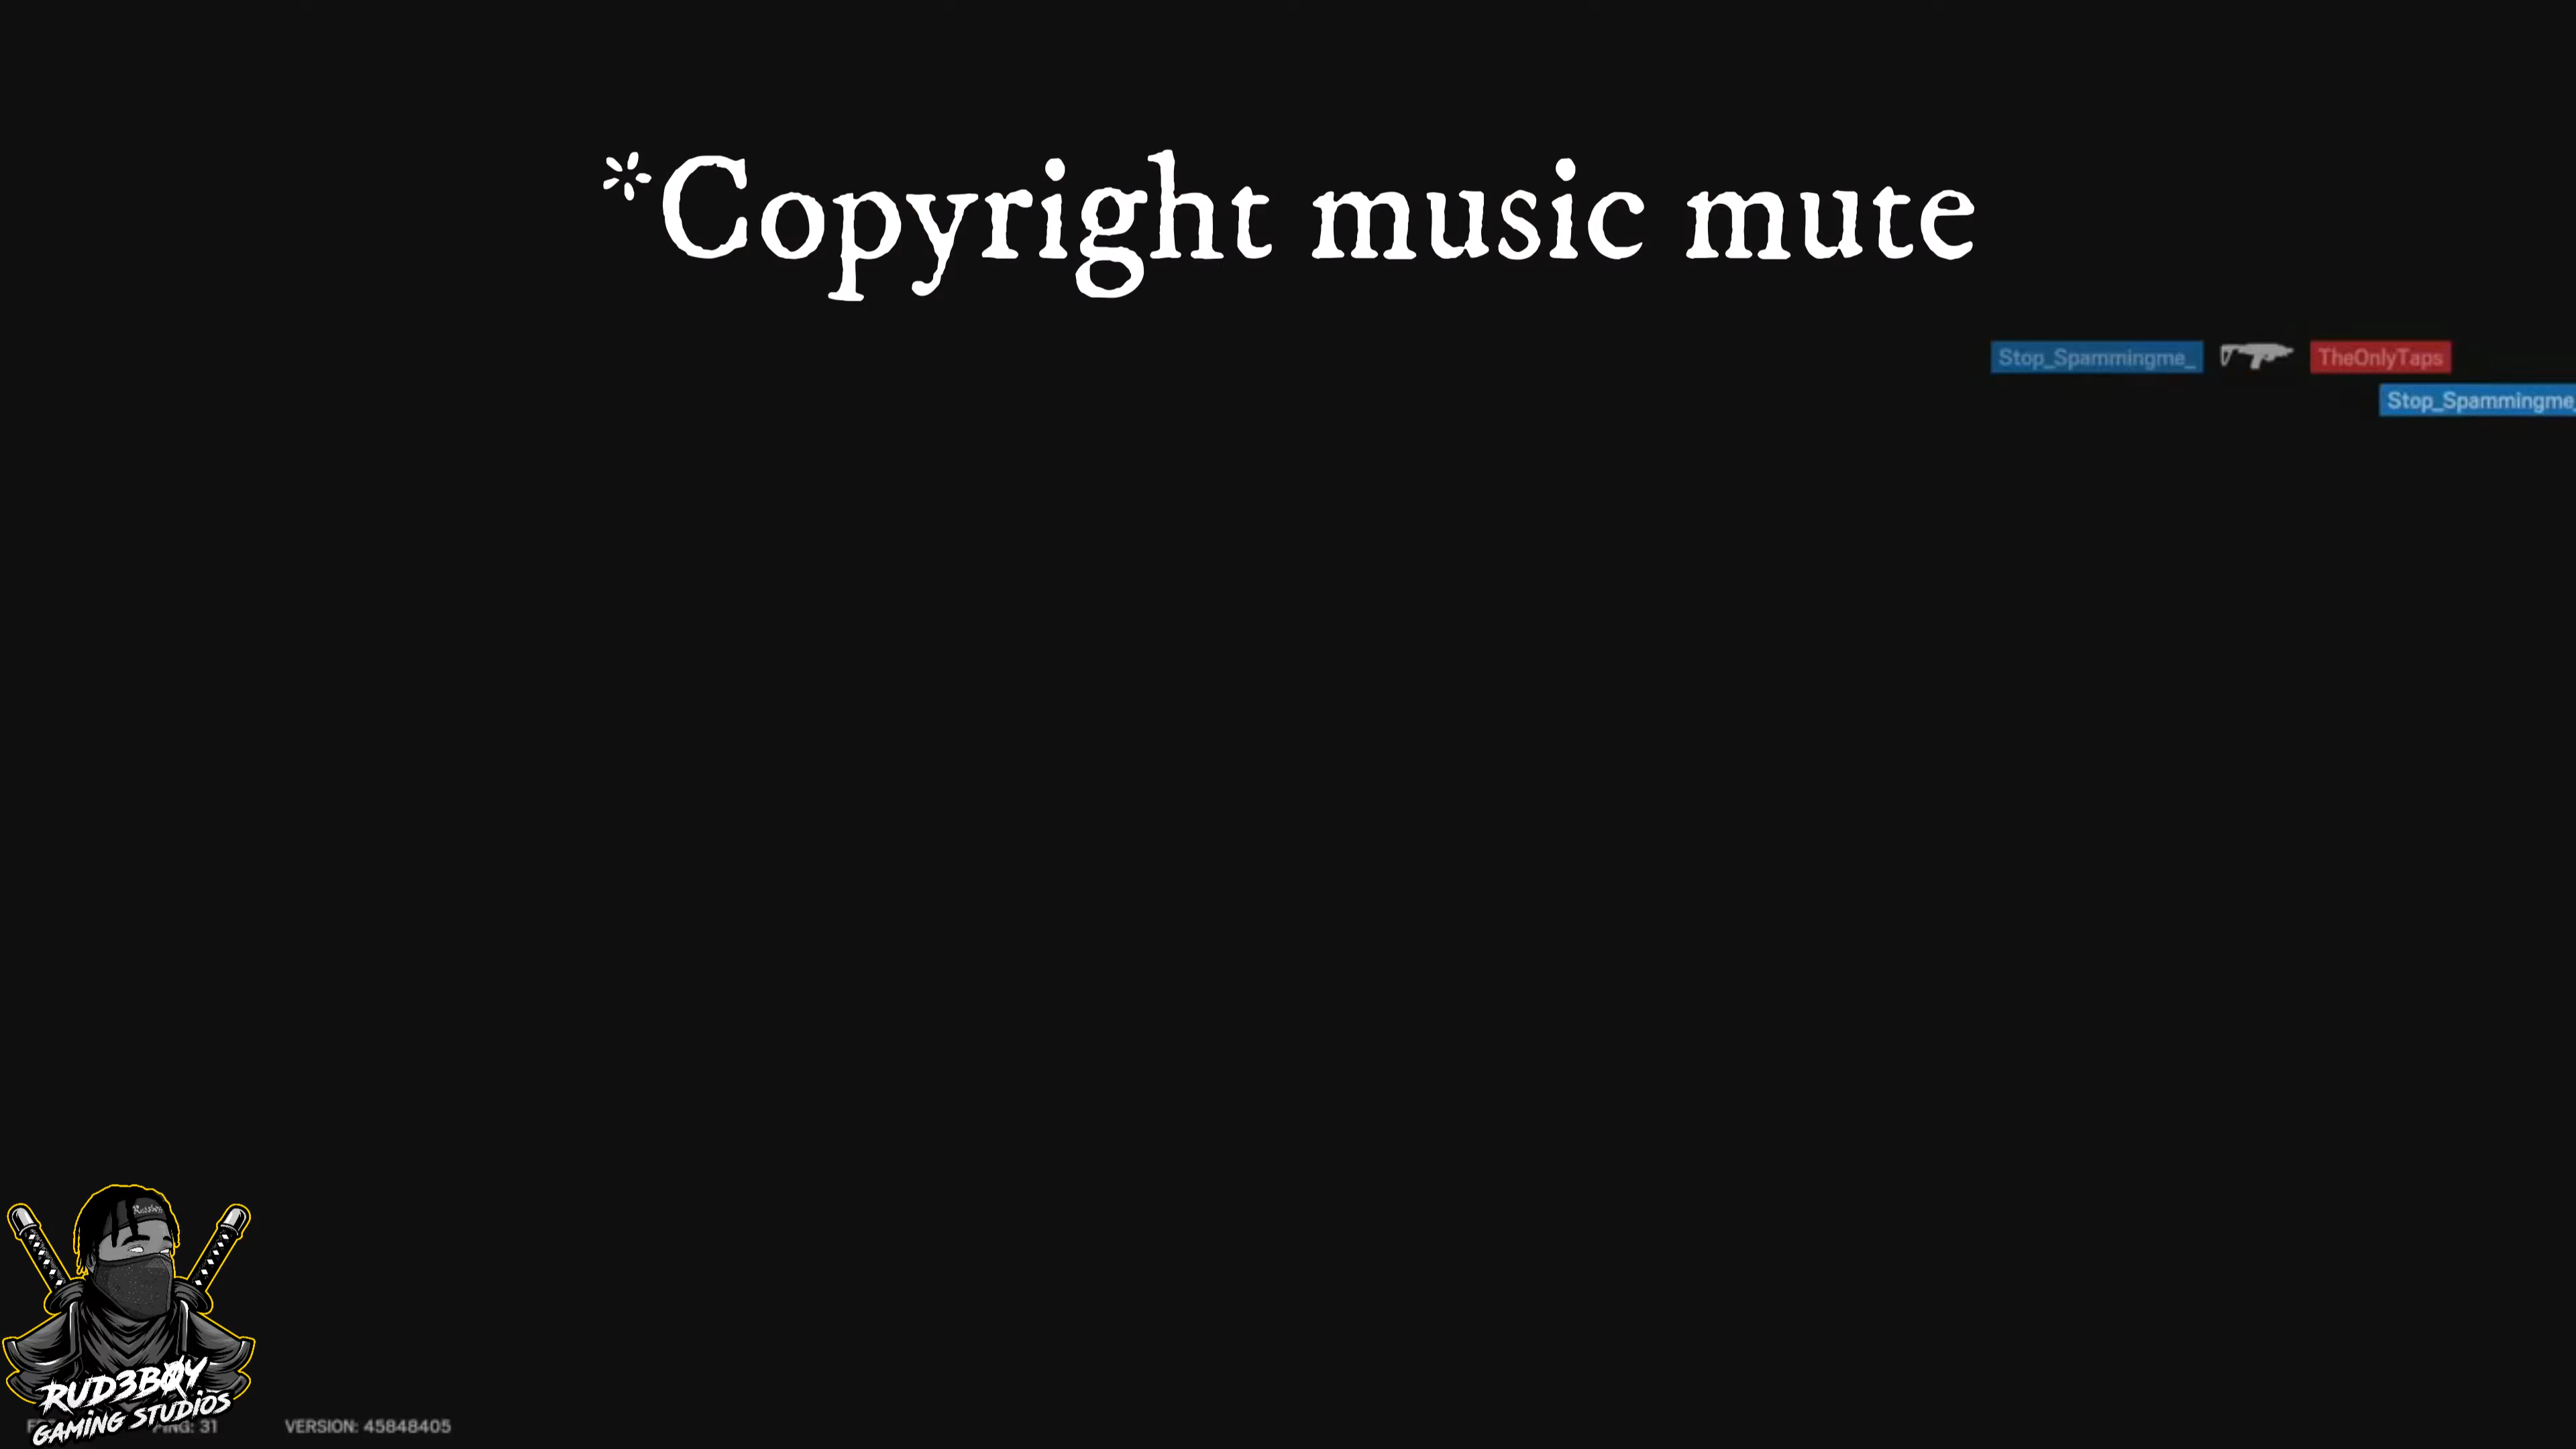 *Copyright music mute
Stop_Spammingme_ TheOnlyTaps
Stop_Spammingme_
RUD3BØY
GAMING STUDIOS
PING: 31 VERSION: 45848405